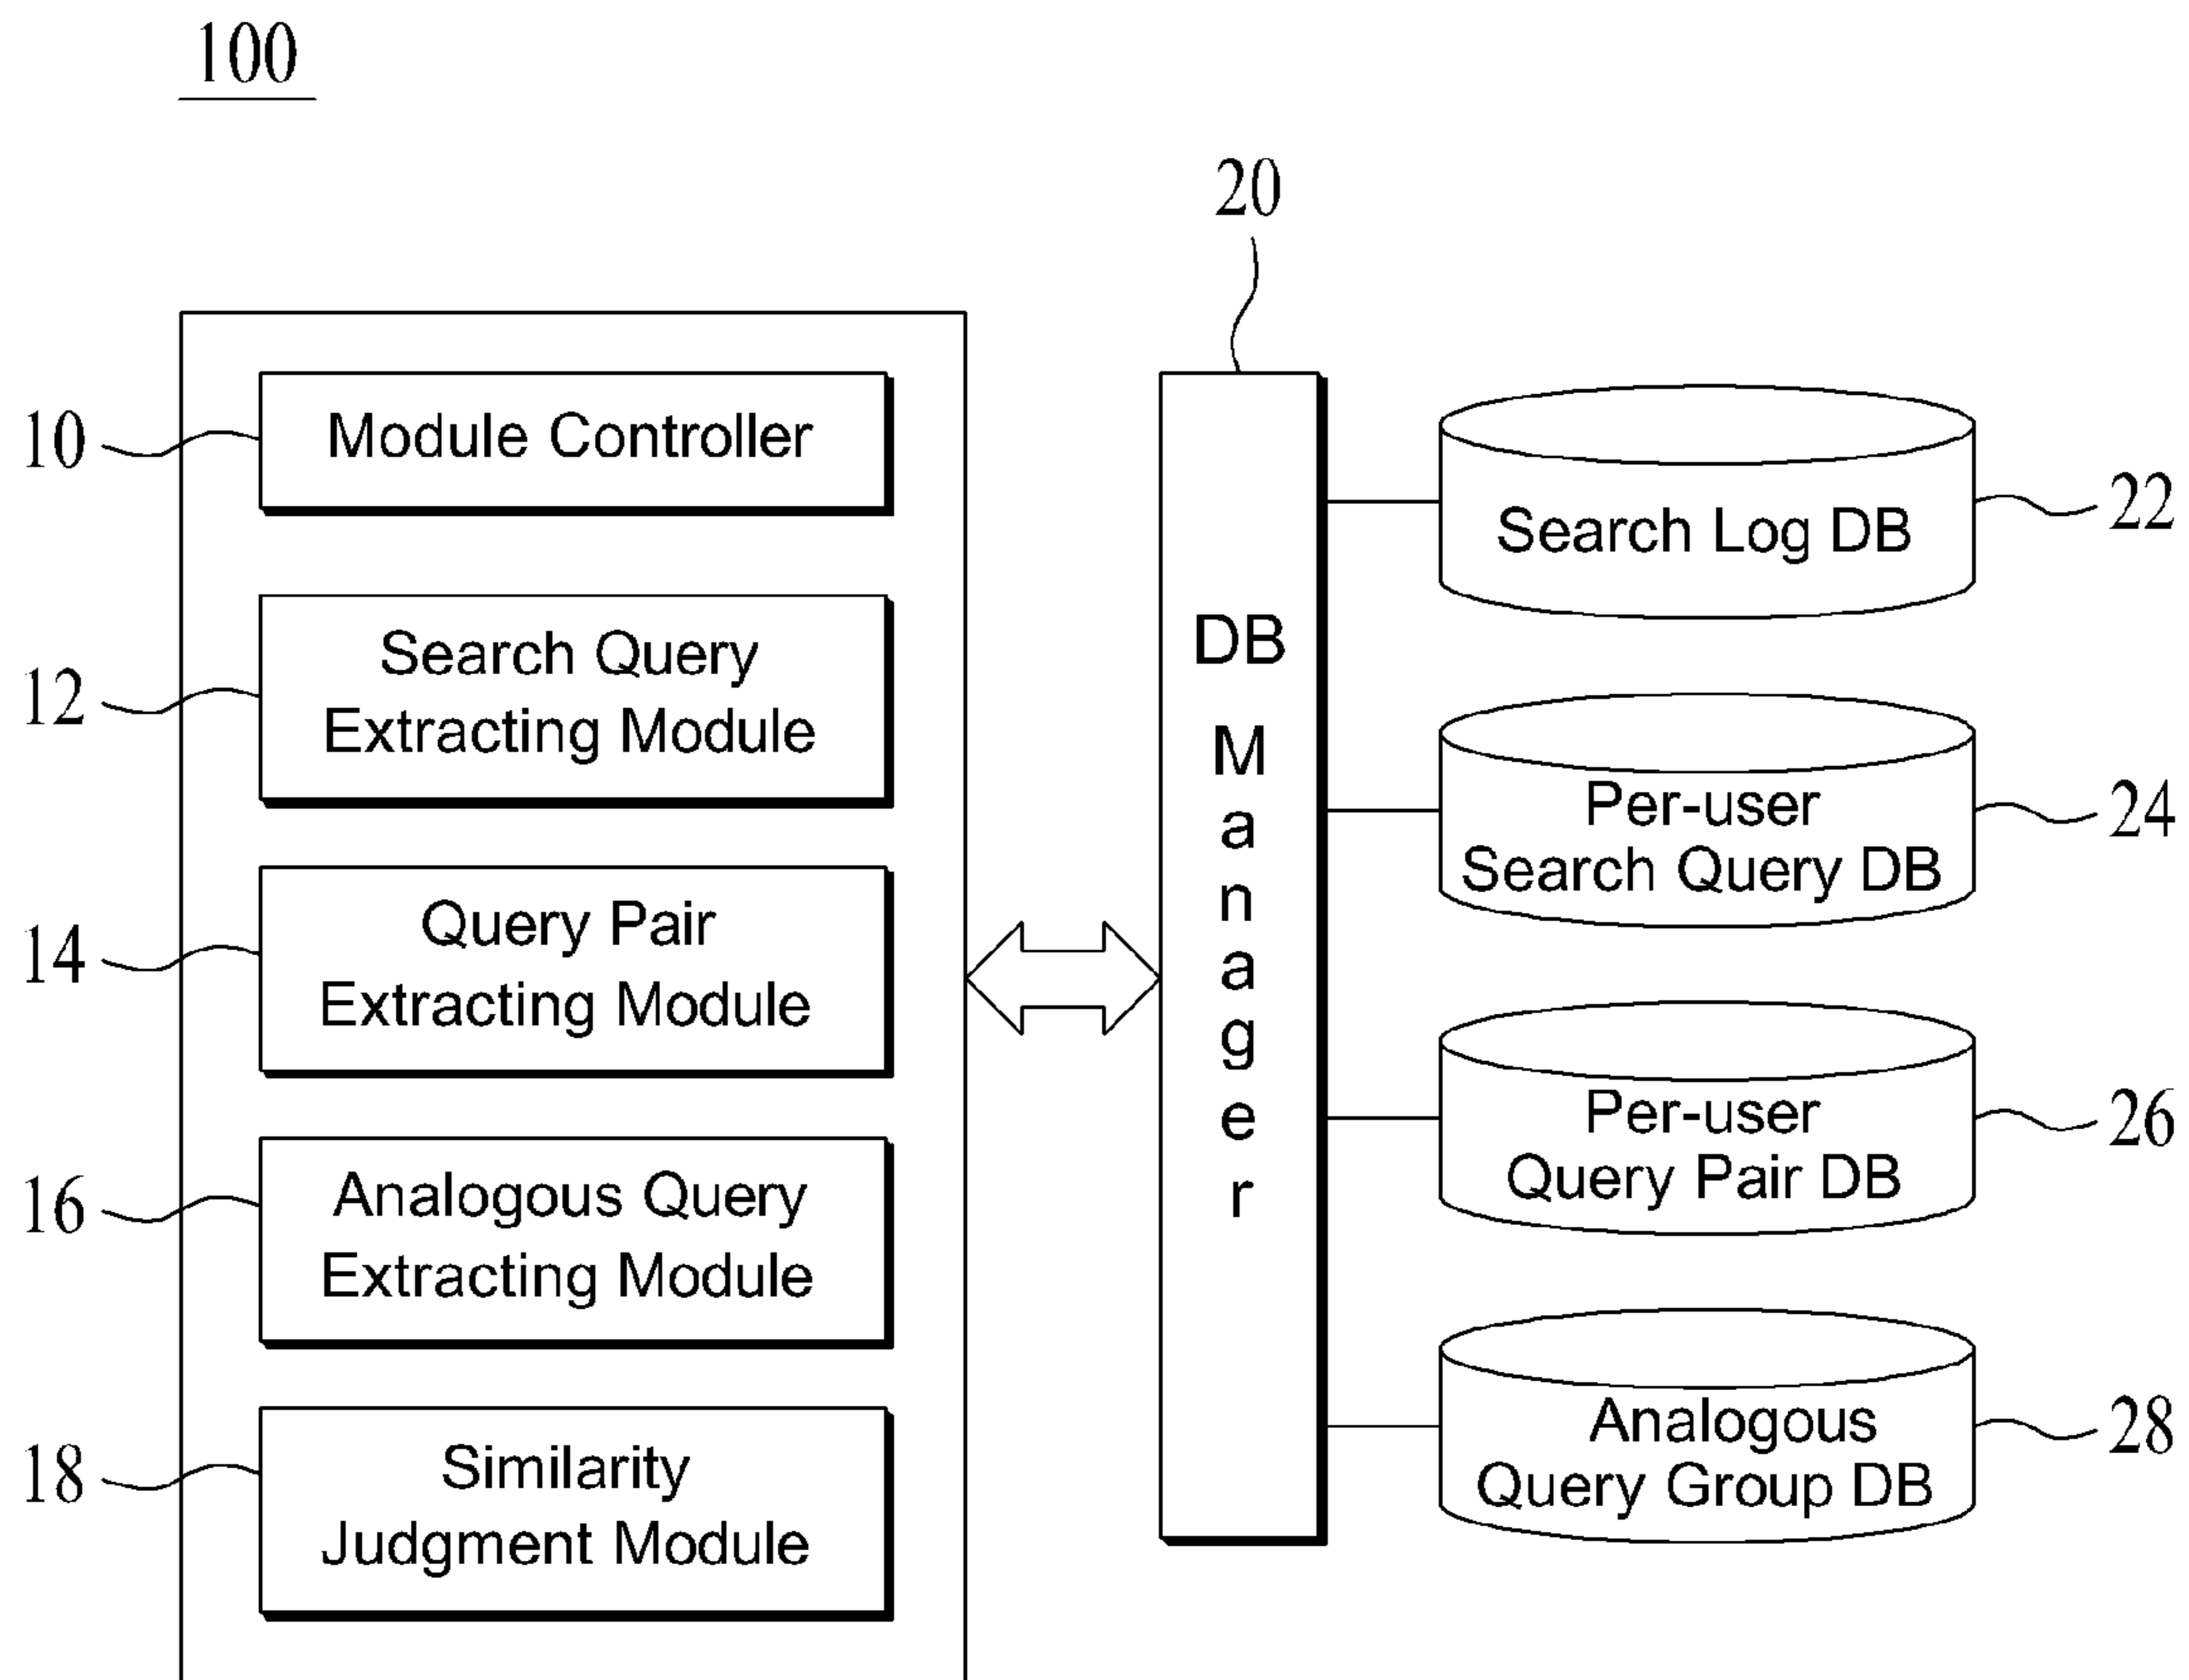 100
20
10
Module Controller
12
Search Query
Extracting Module
14
Query Pair
Extracting Module
16
Analogous Query
Extracting Module
18
Similarity
Judgment Module
DB
M
a
n
a
g
e
r
Search Log DB
22
Per-user
Search Query DB
24
Per-user
Query Pair DB
26
Analogous
Query Group DB
28